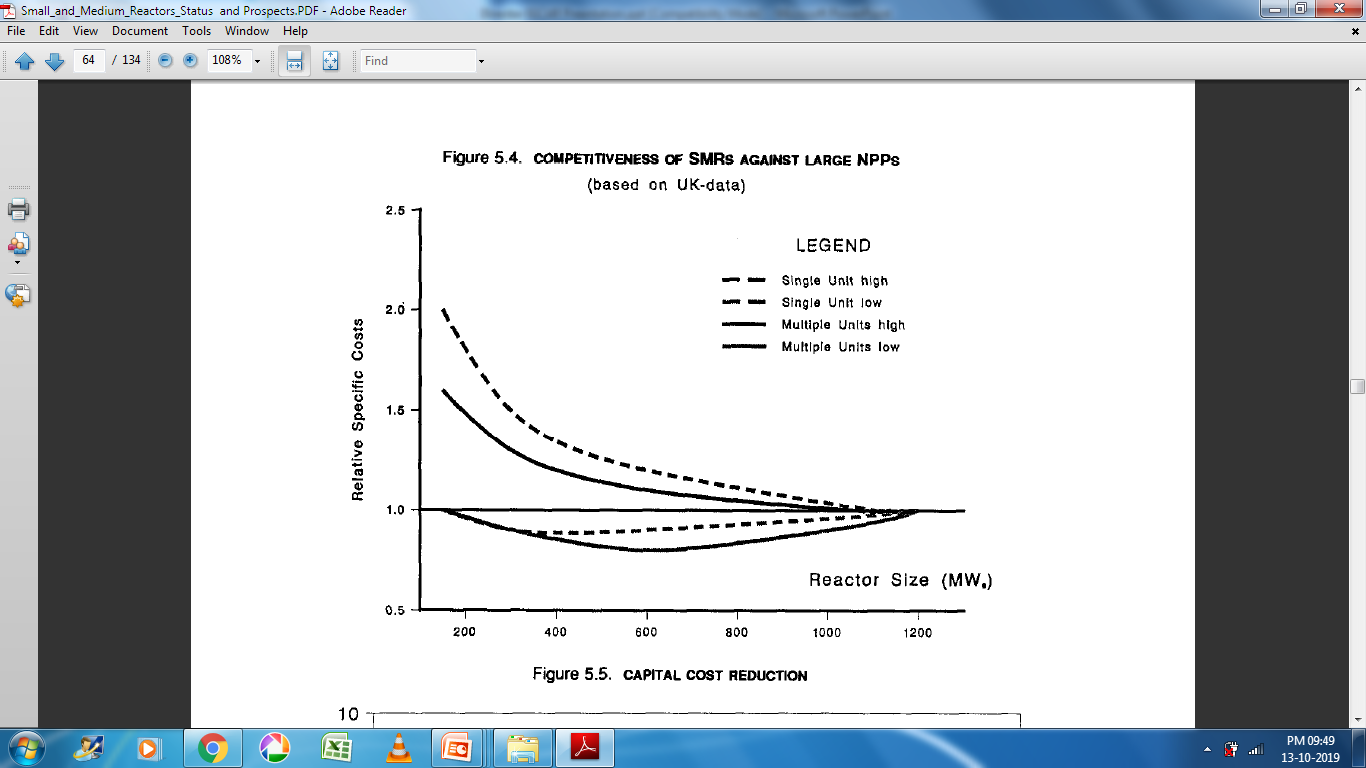 Small_and_Medium_Reactors_Status and Prospects.PDF - Adobe Reader
File Edit View Document Tools Window Help
64 / 134 108% Find
Figure 5.4. COMPETITIVENESS OF SMRs AGAINST LARGE NPPs
(based on UK-data)
LEGEND
Single Unit high
Single Unit low
Multiple Units high
Multiple Units low
Relative Specific Costs
2.5
2.0
1.5
1.0
0.5
Reactor Size (MWe)
200 400 600 800 1000 1200
Figure 5.5. CAPITAL COST REDUCTION
10
PM 09:49
13-10-2019